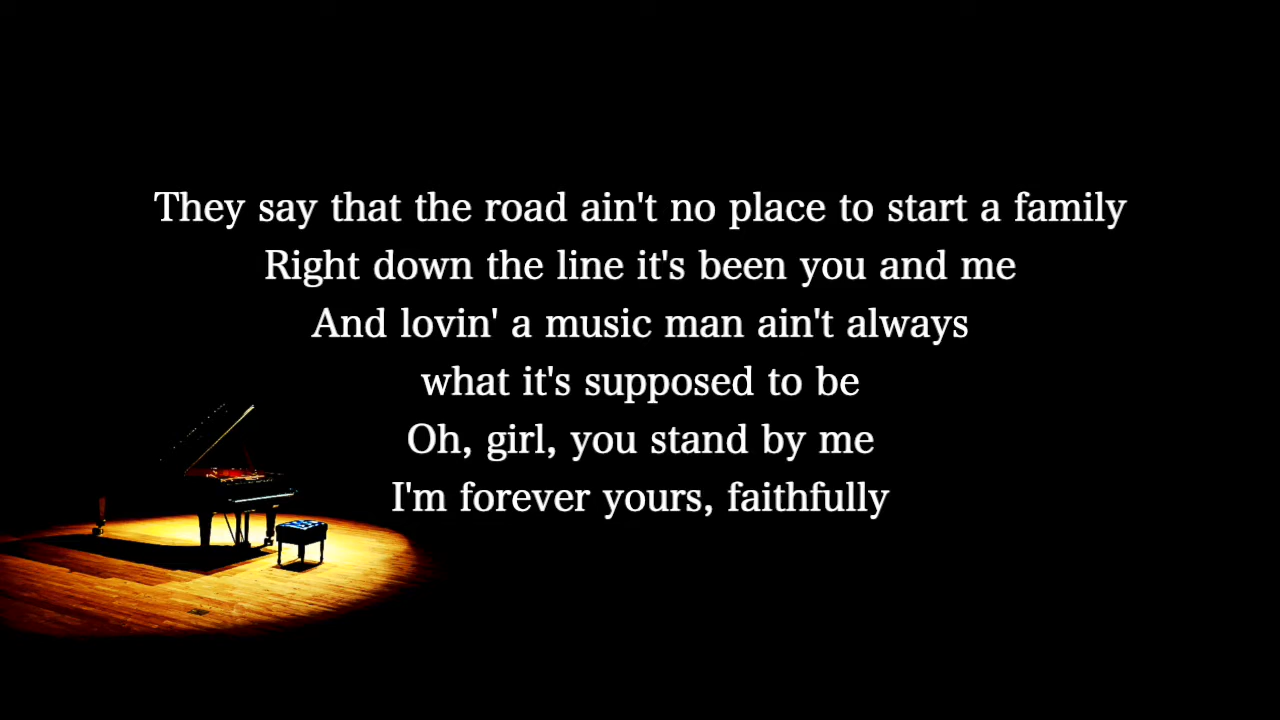 They say that the road ain't no place to start a family
Right down the line it's been you and me
And lovin' a music man ain't always
what it's supposed to be
Oh, girl, you stand by me
I'm forever yours, faithfully